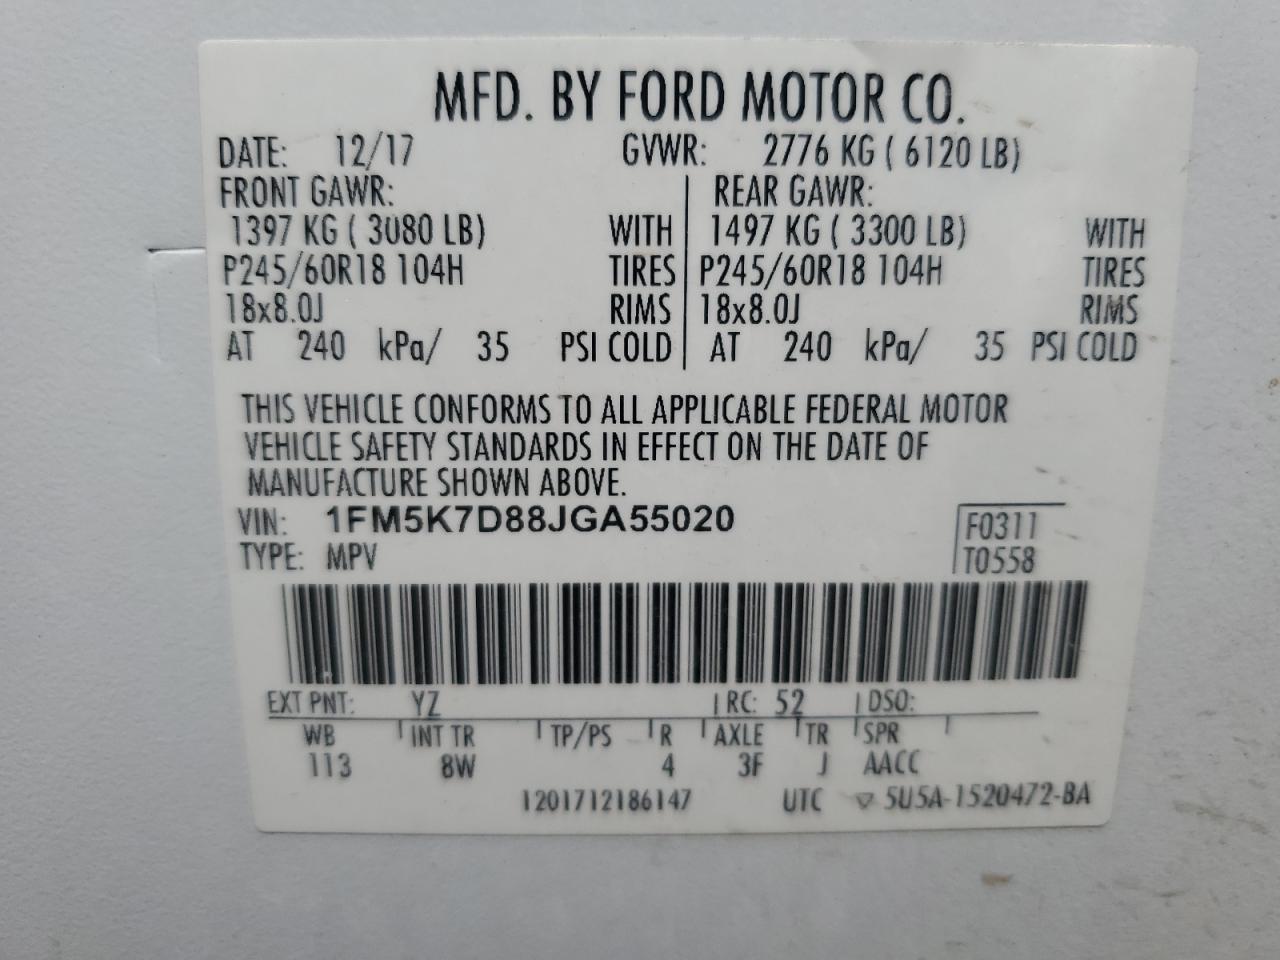 MFD. BY FORD MOTOR CO.
DATE: 12/17 GVWR: 2776 KG ( 6120 LB)
FRONT GAWR: REAR GAWR:
1397 KG ( 3080 LB) WITH 1497 KG ( 3300 LB) WITH
P245/60R18 104H TIRES P245/60R18 104H TIRES
18x8.0J RIMS 18x8.0J RIMS
AT 240 kPa/ 35 PSI COLD AT 240 kPa/ 35 PSI COLD
THIS VEHICLE CONFORMS TO ALL APPLICABLE FEDERAL MOTOR
VEHICLE SAFETY STANDARDS IN EFFECT ON THE DATE OF
MANUFACTURE SHOWN ABOVE.
VIN: 1FM5K7D88JGA55020 F0311
TYPE: MPV T0558
EXT PNT: YZ RC: 52 DSO:
WB INT TR TP/PS R AXLE TR SPR
113 8W 4 3F J AACC
1201712186147 UTC ▽ 5U5A-1520472-BA